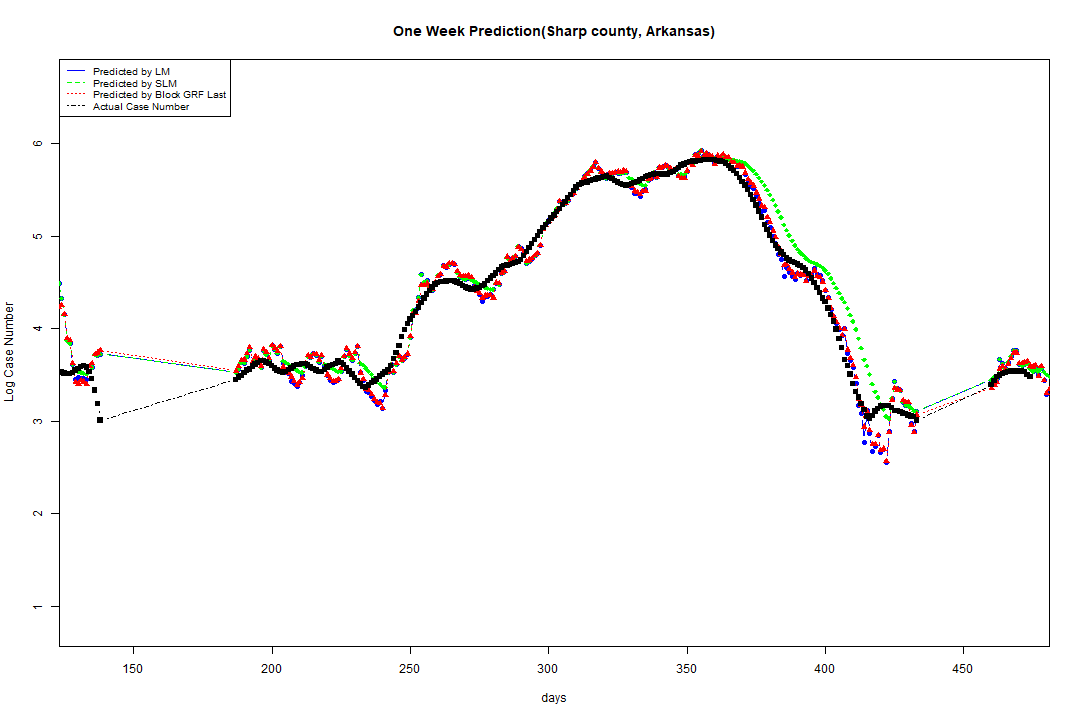 One Week Prediction(Sharp county, Arkansas)
Predicted by LM
Predicted by SLM
Predicted by Block GRF Last
Actual Case Number
Log Case Number
6
5
4
3
2
1
150 200 250 300 350 400 450
days